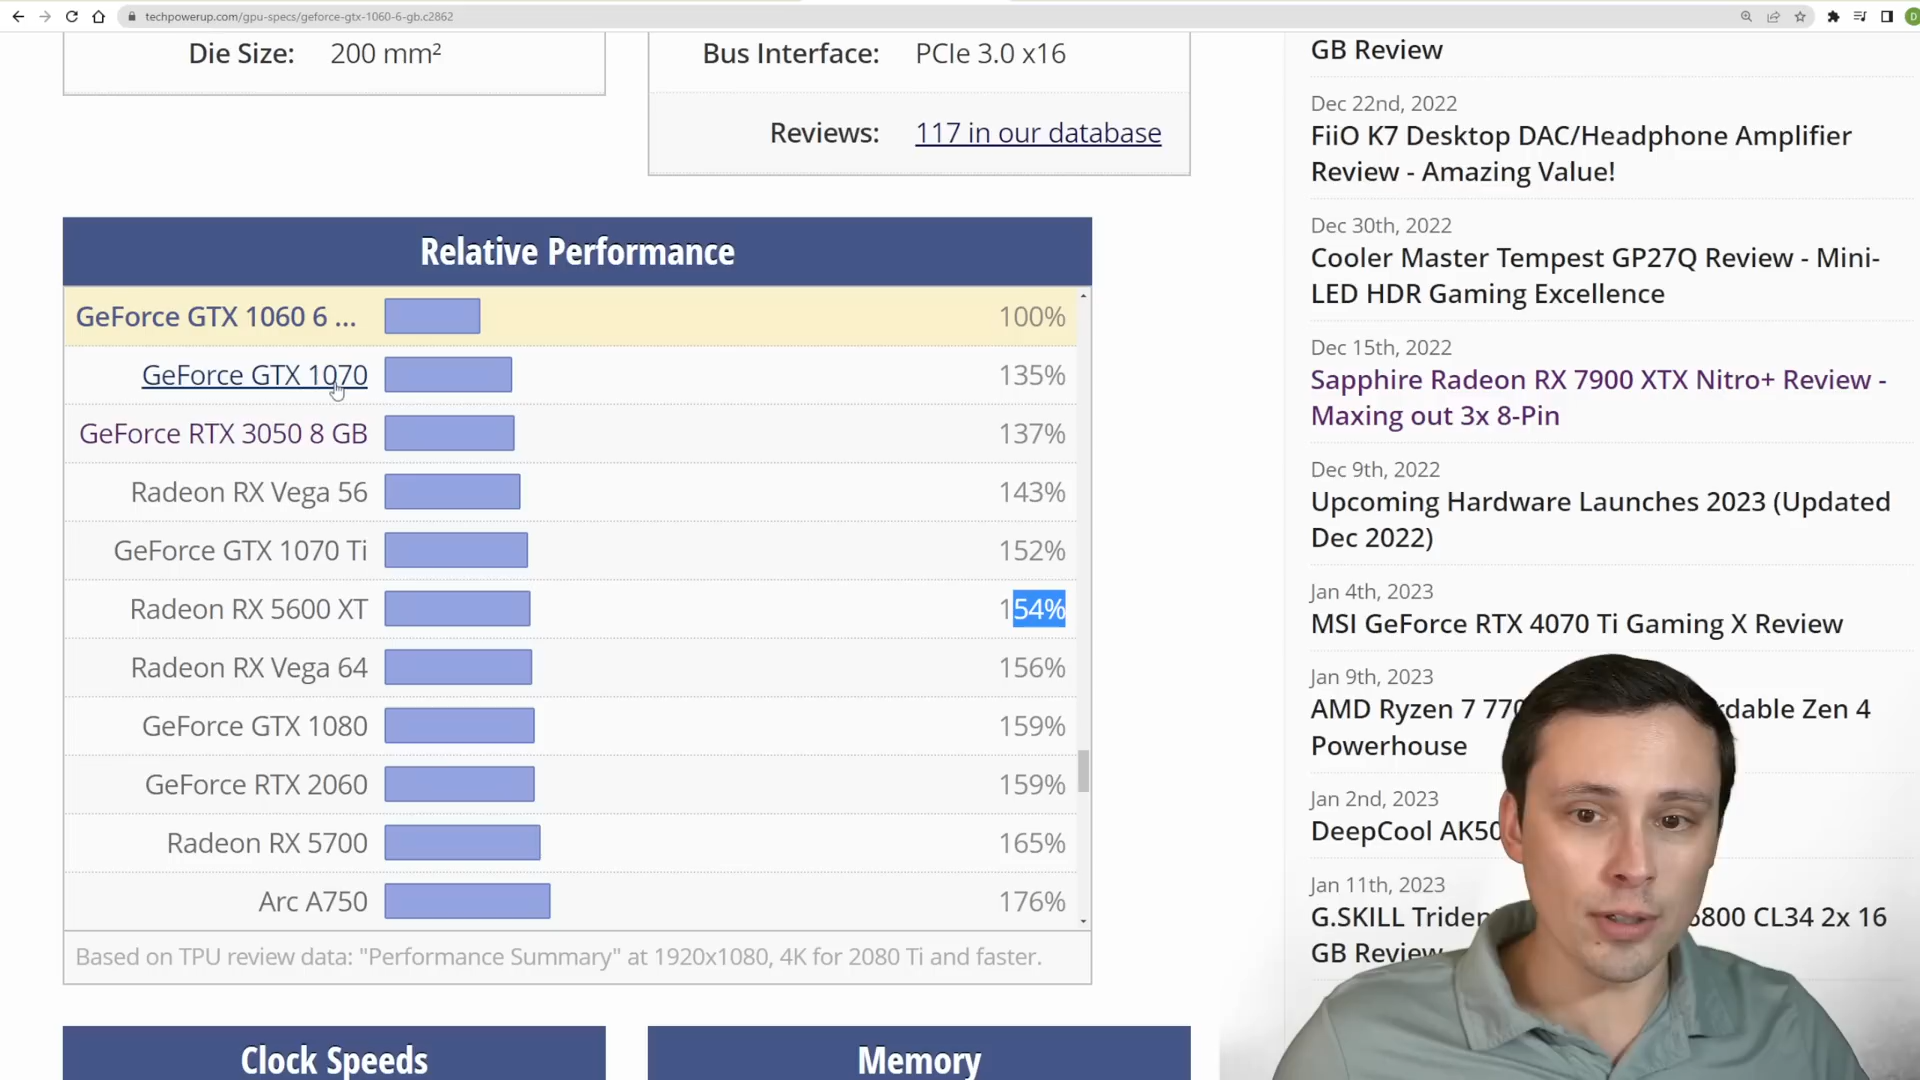 techpowerup.com/gpu-specs/geforce-gtx-1060-6-gb.c2862
Die Size: 200 mm²
Bus Interface: PCIe 3.0 x16
Reviews: 117 in our database
Relative Performance
GeForce GTX 1060 6 ... 100%
GeForce GTX 1070 135%
GeForce RTX 3050 8 GB 137%
Radeon RX Vega 56 143%
GeForce GTX 1070 Ti 152%
Radeon RX 5600 XT 154%
Radeon RX Vega 64 156%
GeForce GTX 1080 159%
GeForce RTX 2060 159%
Radeon RX 5700 165%
Arc A750 176%
Based on TPU review data: "Performance Summary" at 1920x1080, 4K for 2080 Ti and faster.
Clock Speeds
Memory
GB Review
Dec 22nd, 2022
FiiO K7 Desktop DAC/Headphone Amplifier
Review - Amazing Value!
Dec 30th, 2022
Cooler Master Tempest GP27Q Review - Mini-
LED HDR Gaming Excellence
Dec 15th, 2022
Sapphire Radeon RX 7900 XTX Nitro+ Review -
Maxing out 3x 8-Pin
Dec 9th, 2022
Upcoming Hardware Launches 2023 (Updated
Dec 2022)
Jan 4th, 2023
MSI GeForce RTX 4070 Ti Gaming X Review
Jan 9th, 2023
AMD Ryzen 7 Zen 4
Powerhouse
Jan 2nd, 2023
DeepCool
Jan 11th, 2023
G.SKILL CL34 2x 16
GB Review
D